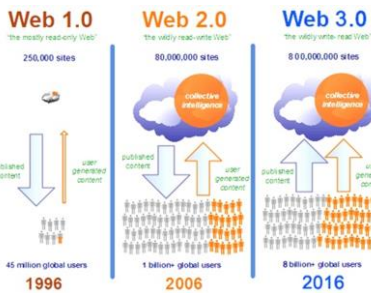 Web 1.0
"the mostly read-only Web"
250,000 sites
published
content
user
generated
content
45 million global users
1996
Web 2.0
"the wildly read-write Web"
80,000,000 sites
collective
intelligence
published
content
user
generated
content
1 billion+ global users
2006
Web 3.0
"the wildly write-read Web"
800,000,000 sites
collective
intelligence
published
content
user
generated
content
8 billion+ global users
2016